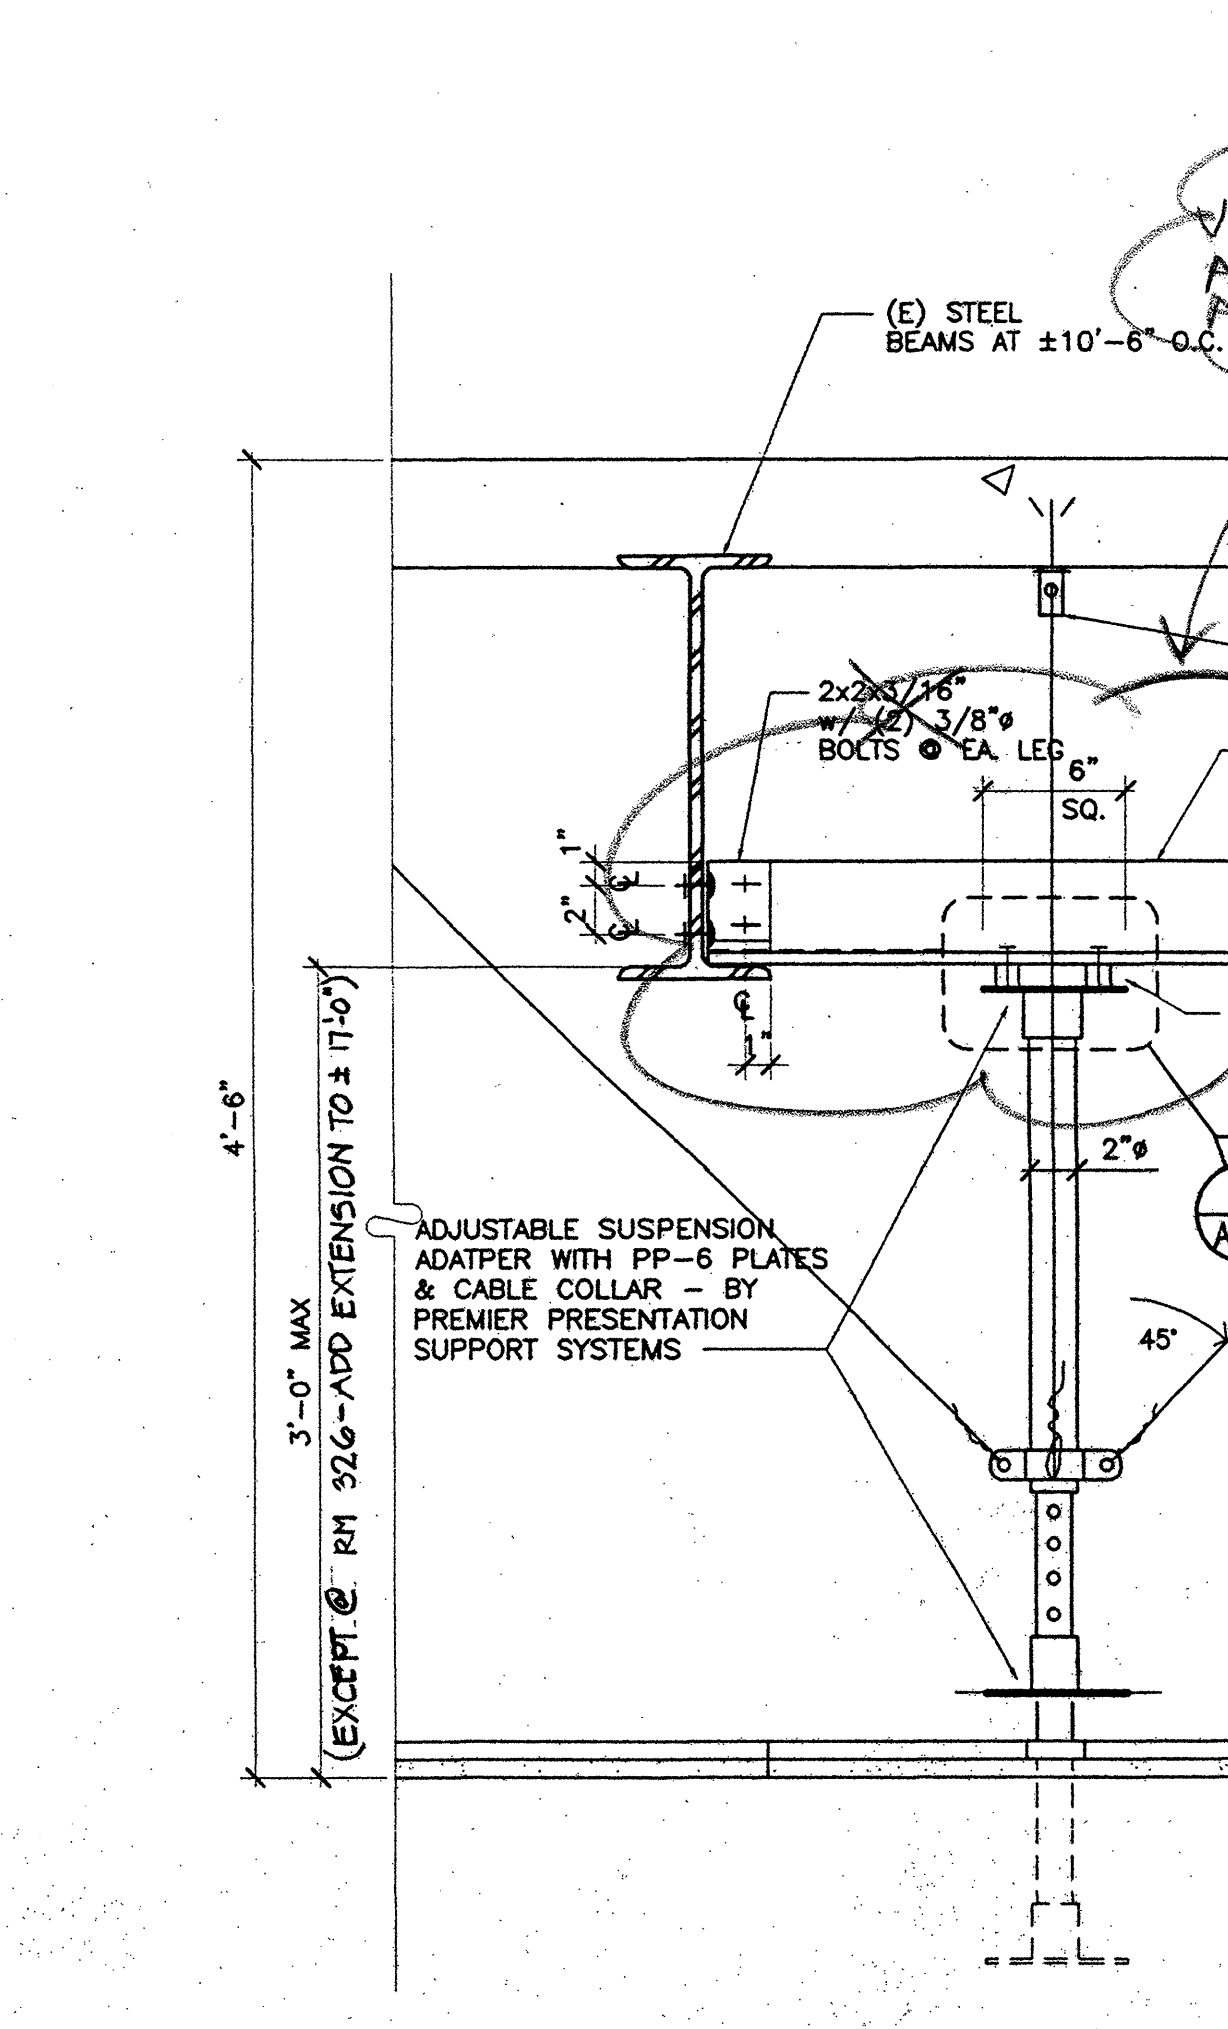 (E) STEEL
BEAMS AT ±10'-6" O.C.
2x2x3/16"
w/ (2) 3/8"ø
BOLTS @ EA. LEG
6"
SQ.
1"
2"
℄
℄
℄
1"
4'-6"
3'-0" MAX
(EXCEPT @ RM 326-ADD EXTENSION TO ± 17'-0")
2"ø
ADJUSTABLE SUSPENSION
ADATPER WITH PP-6 PLATES
& CABLE COLLAR - BY
PREMIER PRESENTATION
SUPPORT SYSTEMS
45°
A